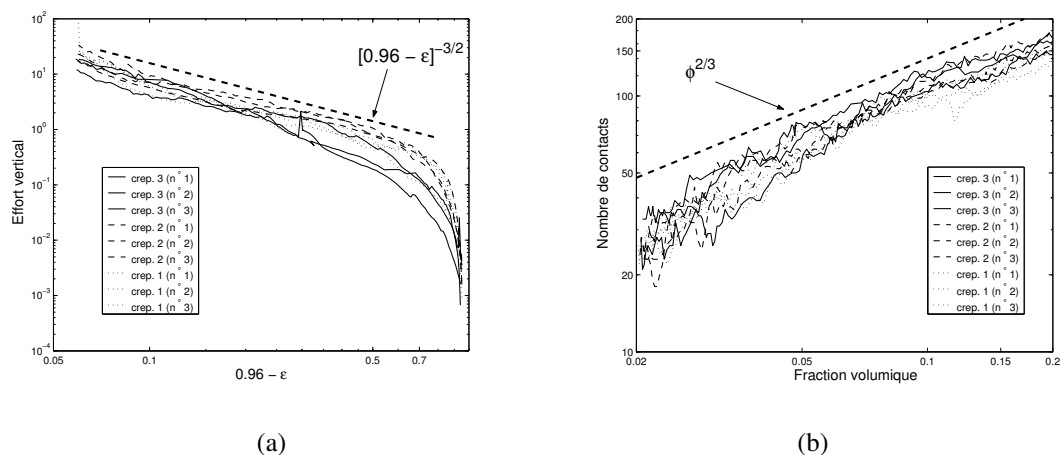 10^2
10^1
10^0
10^−1
10^−2
10^−3
10^−4
Effort vertical
[0.96 − ε]^−3/2
crep. 3 (n°1)
crep. 3 (n°2)
crep. 3 (n°3)
crep. 2 (n°1)
crep. 2 (n°2)
crep. 2 (n°3)
crep. 1 (n°1)
crep. 1 (n°2)
crep. 1 (n°3)
0.05 0.1 0.5 0.7
0.96 − ε
(a)
200
150
100
50
20
10
Nombre de contacts
ϕ^2/3
crep. 3 (n°1)
crep. 3 (n°2)
crep. 3 (n°3)
crep. 2 (n°1)
crep. 2 (n°2)
crep. 2 (n°3)
crep. 1 (n°1)
crep. 1 (n°2)
crep. 1 (n°3)
0.02 0.05 0.1 0.15 0.2
Fraction volumique
(b)